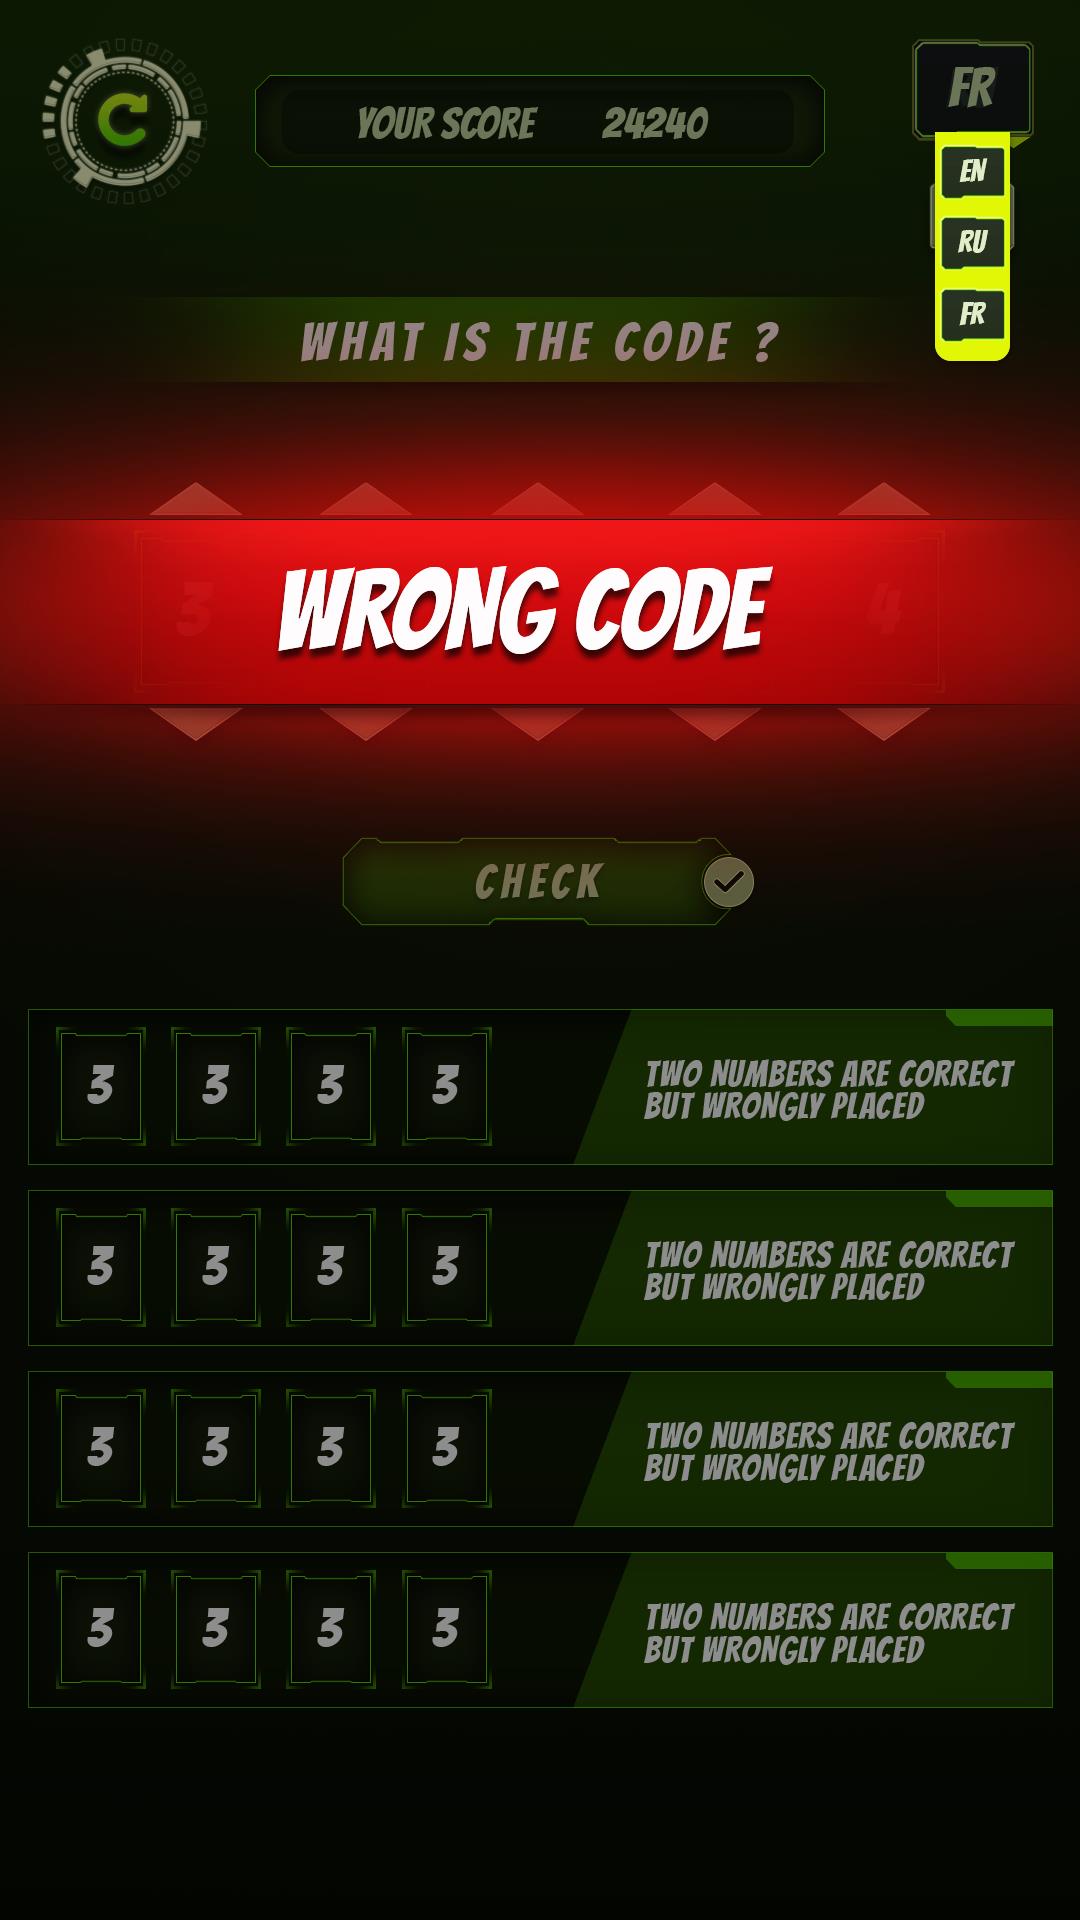 YOUR SCORE 24240
FR
EN
RU
FR
WHAT IS THE CODE ?
3 4
WRONG CODE
CHECK
3 3 3 3
TWO NUMBERS ARE CORRECT
BUT WRONGLY PLACED
3 3 3 3
TWO NUMBERS ARE CORRECT
BUT WRONGLY PLACED
3 3 3 3
TWO NUMBERS ARE CORRECT
BUT WRONGLY PLACED
3 3 3 3
TWO NUMBERS ARE CORRECT
BUT WRONGLY PLACED